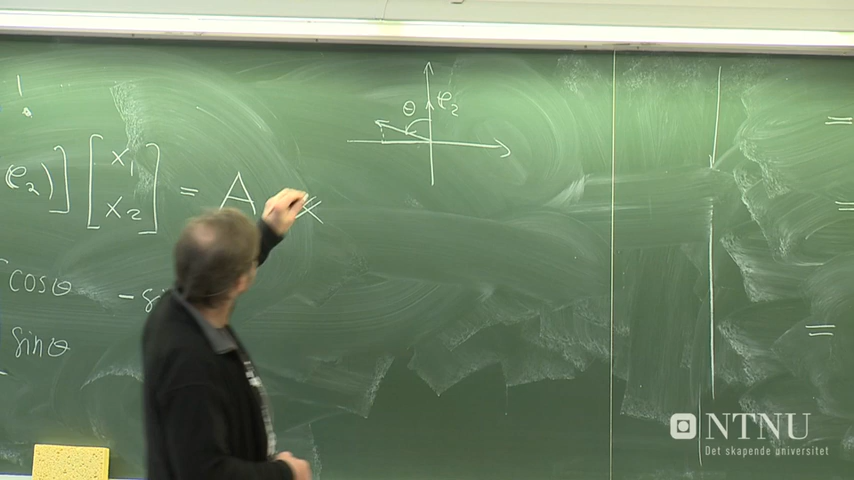 θ e₂
e₂)] [x₁ x₂] = A x
cosθ -si
sinθ
=
=
=
NTNU
Det skapende universitet